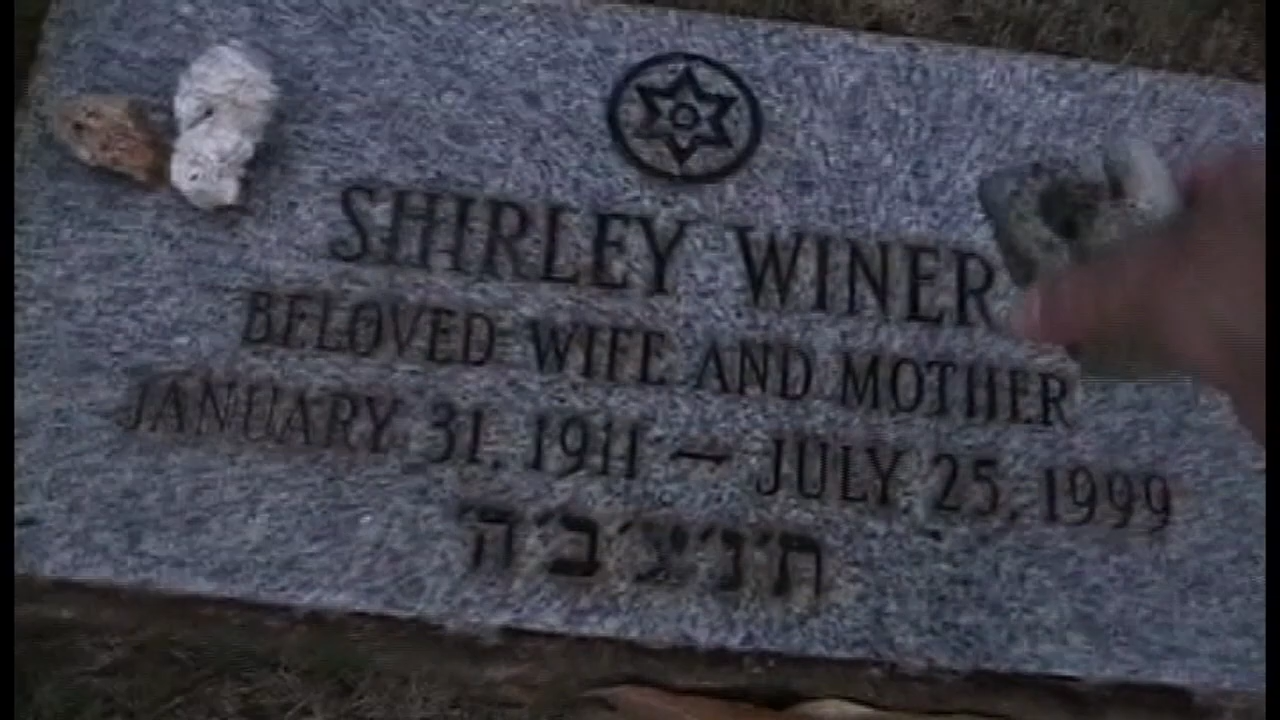 SHIRLEY WINER
BELOVED WIFE AND MOTHER
JANUARY 31, 1911 — JULY 25, 1999
ת׳נ׳צ׳ב׳ה׳